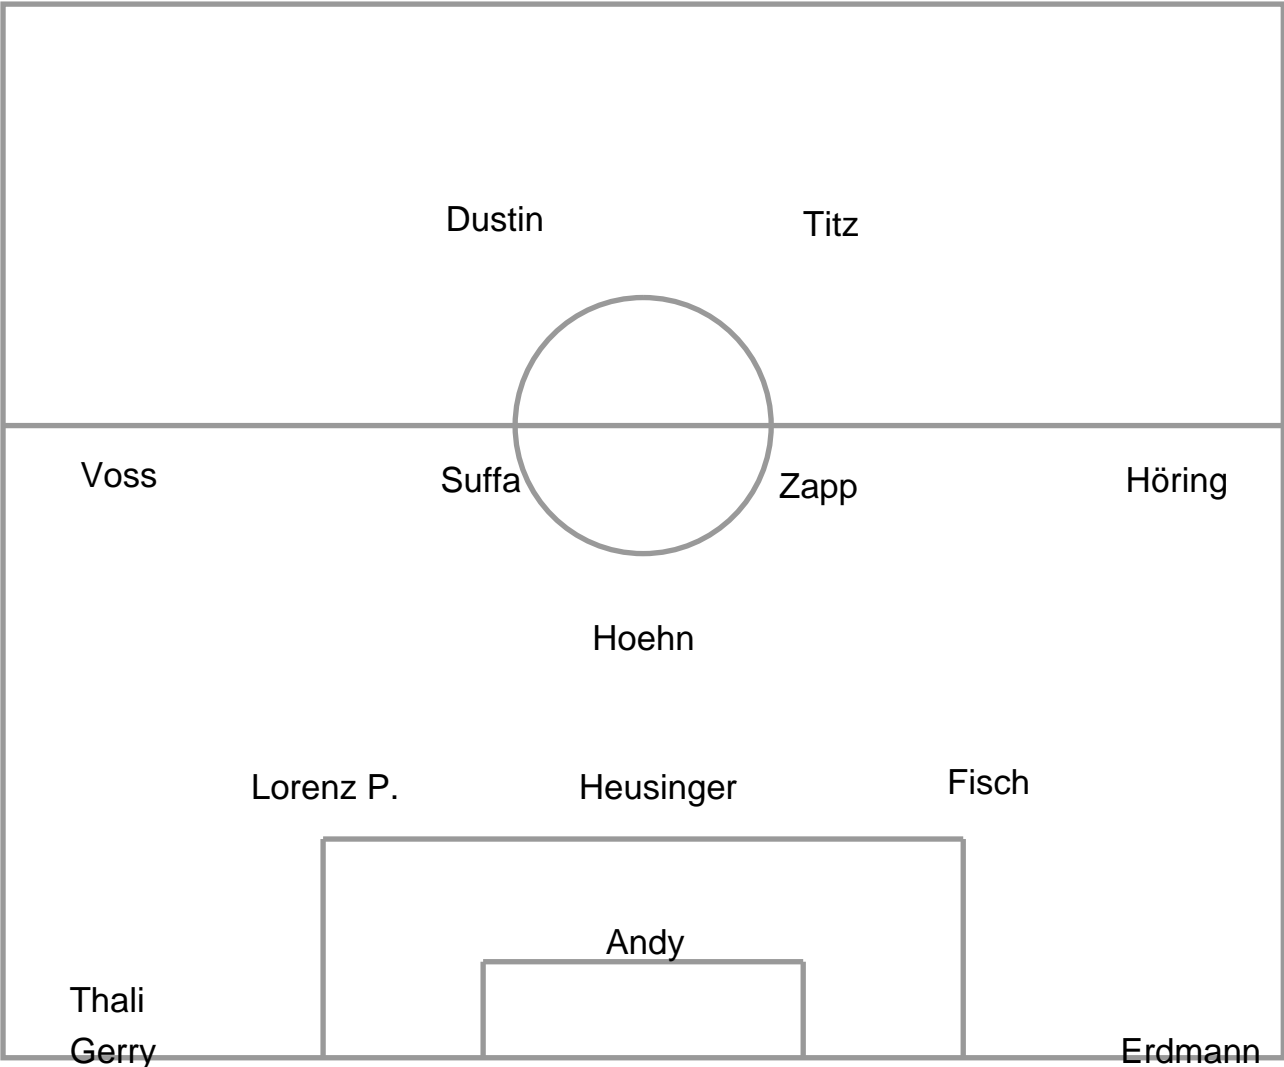 Dustin
Titz
Voss
Suffa
Zapp
Höring
Hoehn
Lorenz P.
Heusinger
Fisch
Andy
Thali
Gerry
Erdmann